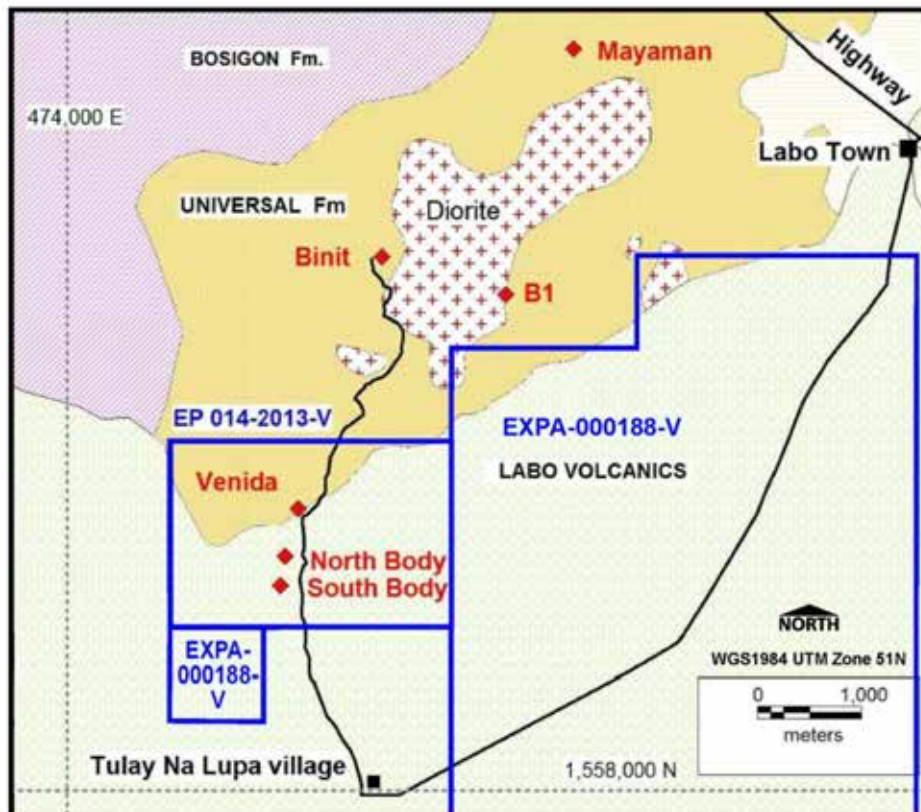 BOSIGON Fm.
Mayaman
Highway
474,000 E
Labo Town
UNIVERSAL Fm
Diorite
Binit
B1
EP 014-2013-V
EXPA-000188-V
LABO VOLCANICS
Venida
North Body
South Body
EXPA-
000188-
V
NORTH
WGS1984 UTM Zone 51N
0 1,000
meters
Tulay Na Lupa village
1,558,000 N